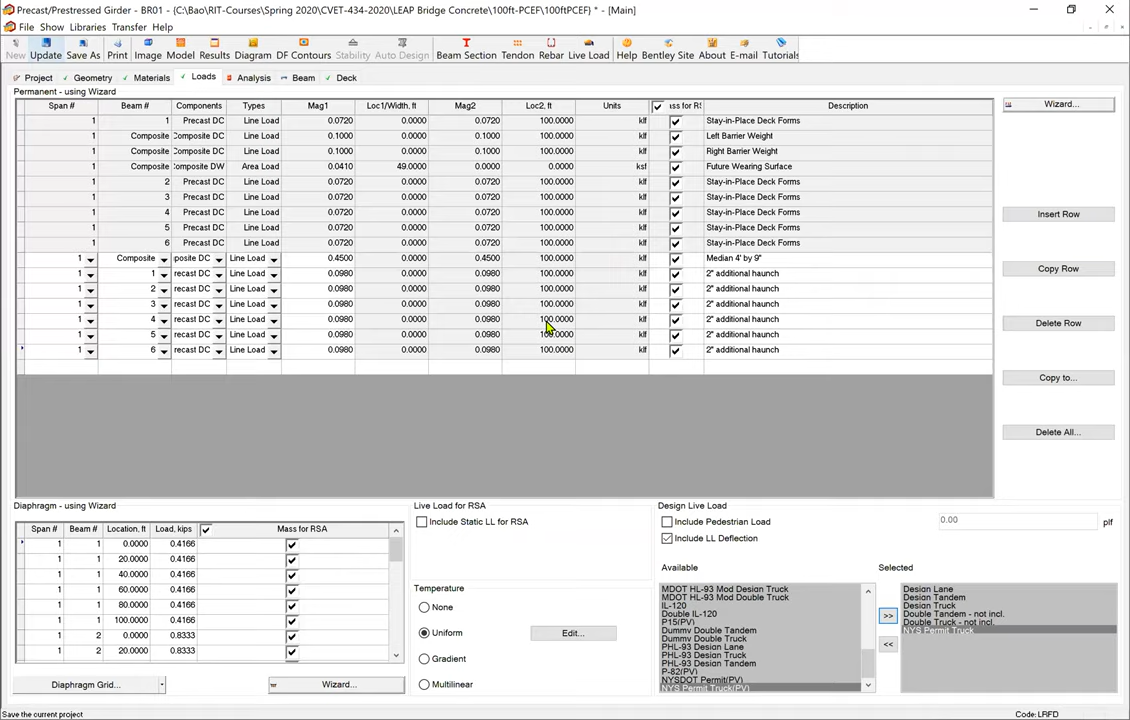 Precast/Prestressed Girder - BR01 - {C:\Bao\RIT-Courses\Spring 2020\CVET-434-2020\LEAP Bridge Concrete\100ft-PCEF\100ftPCEF} * - [Main]
File Show Libraries Transfer Help
New Update Save As Print Image Model Results Diagram DF Contours Stability Auto Design Beam Section Tendon Rebar Live Load Help Bentley Site About E-mail Tutorials
Project Geometry Materials Loads Analysis Beam Deck
Permanent - using Wizard
Span # Beam # Components Types Mag1 Loc1/Width, ft Mag2 Loc2, ft Units ass for RS Description
1 1 Precast DC Line Load 0.0720 0.0000 0.0720 100.0000 klf Stay-in-Place Deck Forms
1 Composite Composite DC Line Load 0.1000 0.0000 0.1000 100.0000 klf Left Barrier Weight
1 Composite Composite DC Line Load 0.1000 0.0000 0.1000 100.0000 klf Right Barrier Weight
1 Composite Composite DW Area Load 0.0410 49.0000 0.0000 0.0000 ksf Future Wearing Surface
1 2 Precast DC Line Load 0.0720 0.0000 0.0720 100.0000 klf Stay-in-Place Deck Forms
1 3 Precast DC Line Load 0.0720 0.0000 0.0720 100.0000 klf Stay-in-Place Deck Forms
1 4 Precast DC Line Load 0.0720 0.0000 0.0720 100.0000 klf Stay-in-Place Deck Forms
1 5 Precast DC Line Load 0.0720 0.0000 0.0720 100.0000 klf Stay-in-Place Deck Forms
1 6 Precast DC Line Load 0.0720 0.0000 0.0720 100.0000 klf Stay-in-Place Deck Forms
1 Composite posite DC Line Load 0.4500 0.0000 0.4500 100.0000 klf Median 4' by 9"
1 1 recast DC Line Load 0.0980 0.0000 0.0980 100.0000 klf 2" additional haunch
1 2 recast DC Line Load 0.0980 0.0000 0.0980 100.0000 klf 2" additional haunch
1 3 recast DC Line Load 0.0980 0.0000 0.0980 100.0000 klf 2" additional haunch
1 4 recast DC Line Load 0.0980 0.0000 0.0980 100.0000 klf 2" additional haunch
1 5 recast DC Line Load 0.0980 0.0000 0.0980 100.0000 klf 2" additional haunch
1 6 recast DC Line Load 0.0980 0.0000 0.0980 100.0000 klf 2" additional haunch
Wizard...
Insert Row
Copy Row
Delete Row
Copy to...
Delete All...
Diaphragm - using Wizard
Span # Beam # Location, ft Load, kips Mass for RSA
1 1 0.0000 0.4166
1 1 20.0000 0.4166
1 1 40.0000 0.4166
1 1 60.0000 0.4166
1 1 80.0000 0.4166
1 1 100.0000 0.4166
1 2 0.0000 0.8333
1 2 20.0000 0.8333
Diaphragm Grid... Wizard...
Live Load for RSA
Include Static LL for RSA
Temperature
None
Uniform Edit...
Gradient
Multilinear
Design Live Load
Include Pedestrian Load 0.00 plf
Include LL Deflection
Available
MDOT HL-93 Mod Design Truck
MDOT HL-93 Mod Double Truck
IL-120
Double IL-120
P15(PV)
Dummy Double Tandem
Dummy Double Truck
PHL-93 Design Lane
PHL-93 Design Truck
PHL-93 Design Tandem
P-82(PV)
NYSDOT Permit(PV)
NYS Permit Truck(PV)
>>
<<
Selected
Design Lane
Design Tandem
Design Truck
Double Tandem - not incl.
Double Truck - not incl.
NYS Permit Truck
Save the current project Code: LRFD